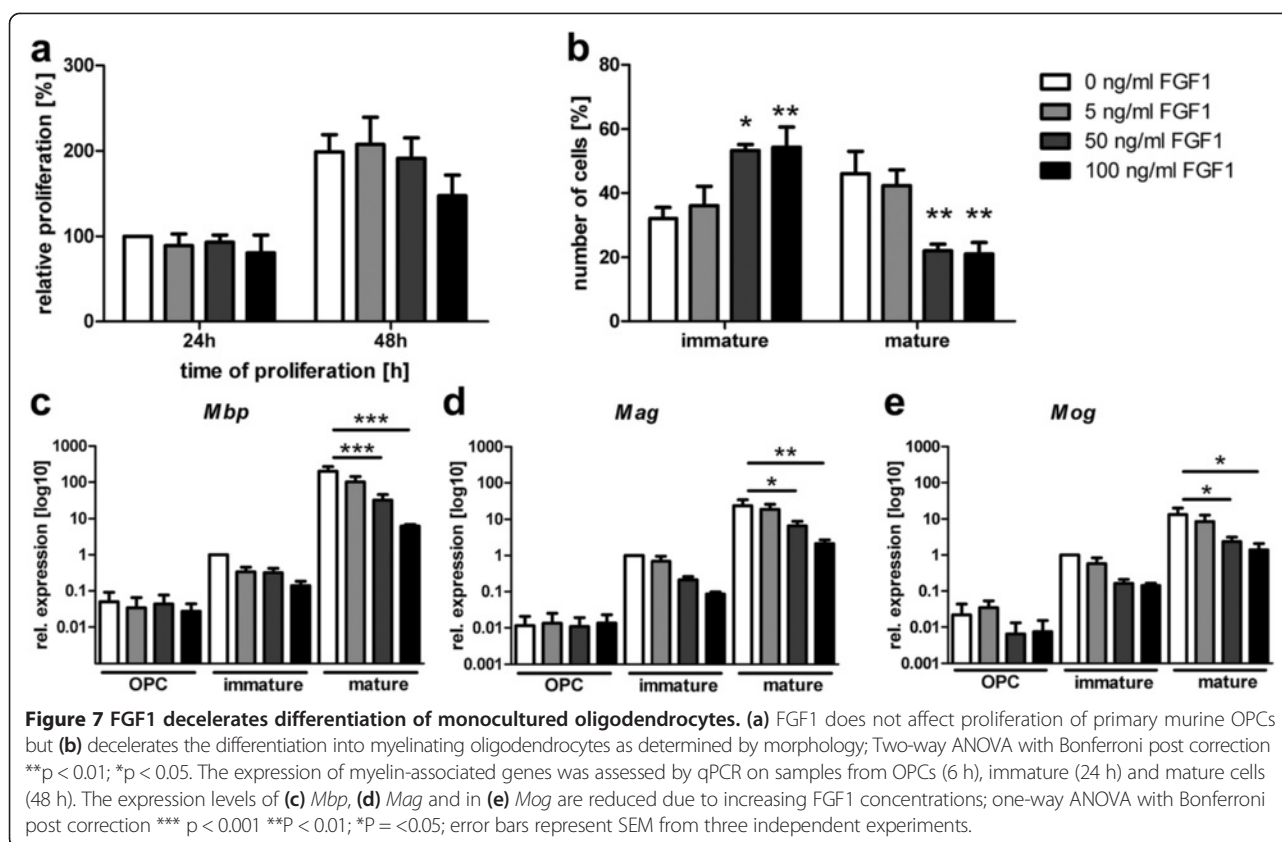 a
relative proliferation [%]
300
200
100
0
24h
48h
time of proliferation [h]
b
number of cells [%]
80
60
40
20
0
*
**
**
**
immature
mature
0 ng/ml FGF1
5 ng/ml FGF1
50 ng/ml FGF1
100 ng/ml FGF1
c
Mbp
rel. expression [log10]
1000
100
10
1
0.1
0.01
***
***
OPC
immature
mature
d
Mag
rel. expression [log10]
1000
100
10
1
0.1
0.01
0.001
**
*
OPC
immature
mature
e
Mog
rel. expression [log10]
1000
100
10
1
0.1
0.01
0.001
*
*
OPC
immature
mature
Figure 7 FGF1 decelerates differentiation of monocultured oligodendrocytes. (a) FGF1 does not affect proliferation of primary murine OPCs
but (b) decelerates the differentiation into myelinating oligodendrocytes as determined by morphology; Two-way ANOVA with Bonferroni post correction
**p < 0.01; *p < 0.05. The expression of myelin-associated genes was assessed by qPCR on samples from OPCs (6 h), immature (24 h) and mature cells
(48 h). The expression levels of (c) Mbp, (d) Mag and in (e) Mog are reduced due to increasing FGF1 concentrations; one-way ANOVA with Bonferroni
post correction *** p < 0.001 **P < 0.01; *P = <0.05; error bars represent SEM from three independent experiments.